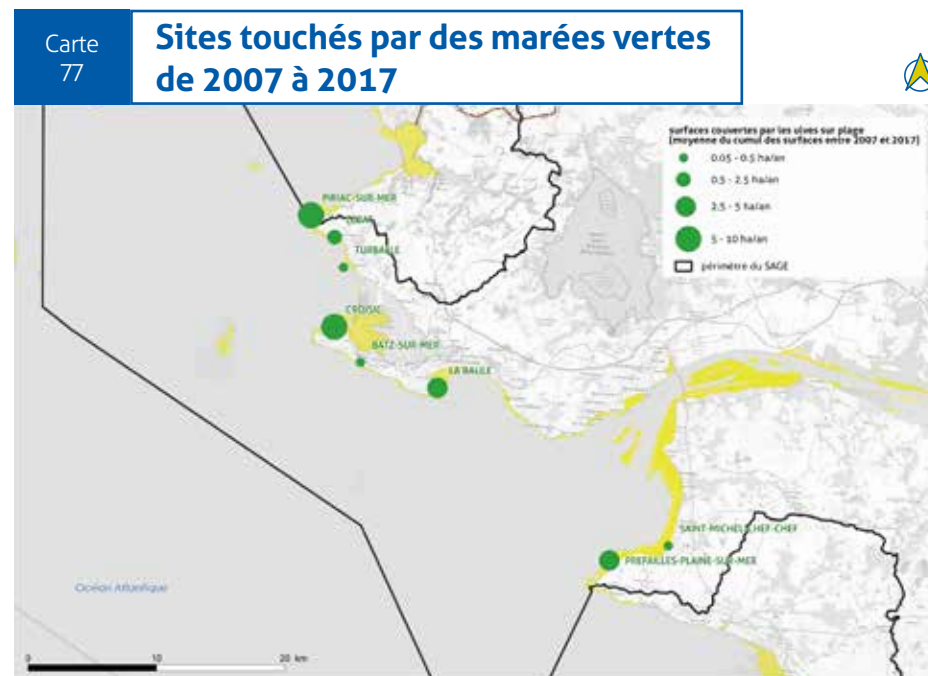 Carte
77
Sites touchés par des marées vertes
de 2007 à 2017
surfaces couvertes par les ulves sur plage
(moyenne du cumul des surfaces entre 2007 et 2017)
0.05 - 0.5 ha/an
0.5 - 2.5 ha/an
2.5 - 5 ha/an
5 - 10 ha/an
périmètre du SAGE
PIRIAC-SUR-MER
TURBALLE
CROISIC
BATZ-SUR-MER
LA BAULE
SAINT-MICHEL-CHEF-CHEF
PREFAILLES-PLAINE-SUR-MER
Océan Atlantique
0 10 20 km